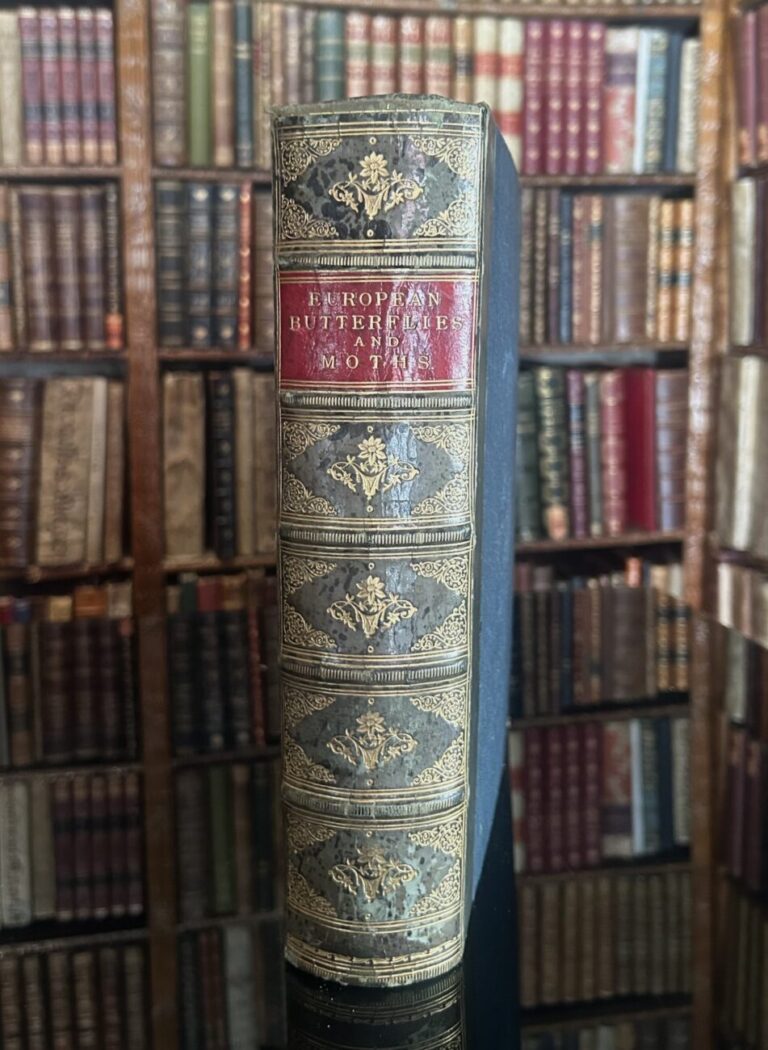 EUROPEAN
BUTTERFLIES
AND
MOTHS